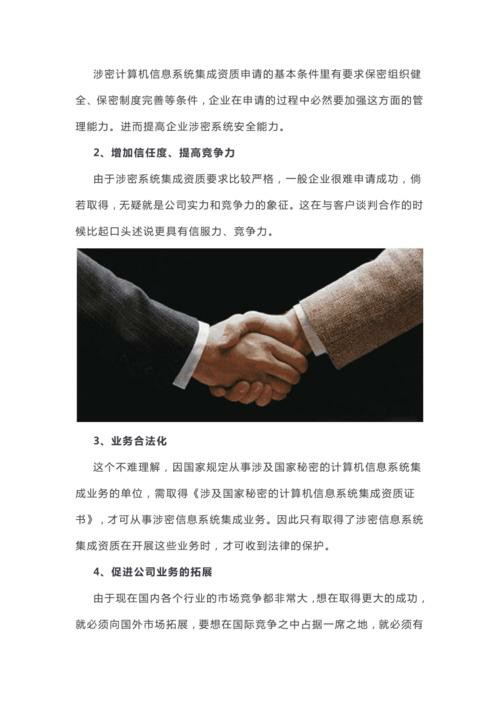 涉密计算机信息系统集成资质申请的基本条件里有要求保密组织健
全、保密制度完善等条件，企业在申请的过程中必然要加强这方面的管
理能力。进而提高企业涉密系统安全能力。
2、增加信任度、提高竞争力
由于涉密系统集成资质要求比较严格，一般企业很难申请成功，倘
若取得，无疑就是公司实力和竞争力的象征。这在与客户谈判合作的时
候比起口头述说更具有信服力、竞争力。
3、业务合法化
这个不难理解，因国家规定从事涉及国家秘密的计算机信息系统集
成业务的单位，需取得《涉及国家秘密的计算机信息系统集成资质证
书》，才可从事涉密信息系统集成业务。因此只有取得了涉密信息系统
集成资质在开展这些业务时，才可收到法律的保护。
4、促进公司业务的拓展
由于现在国内各个行业的市场竞争都非常大，想在取得更大的成功，
就必须向国外市场拓展，要想在国际竞争之中占据一席之地，就必须有